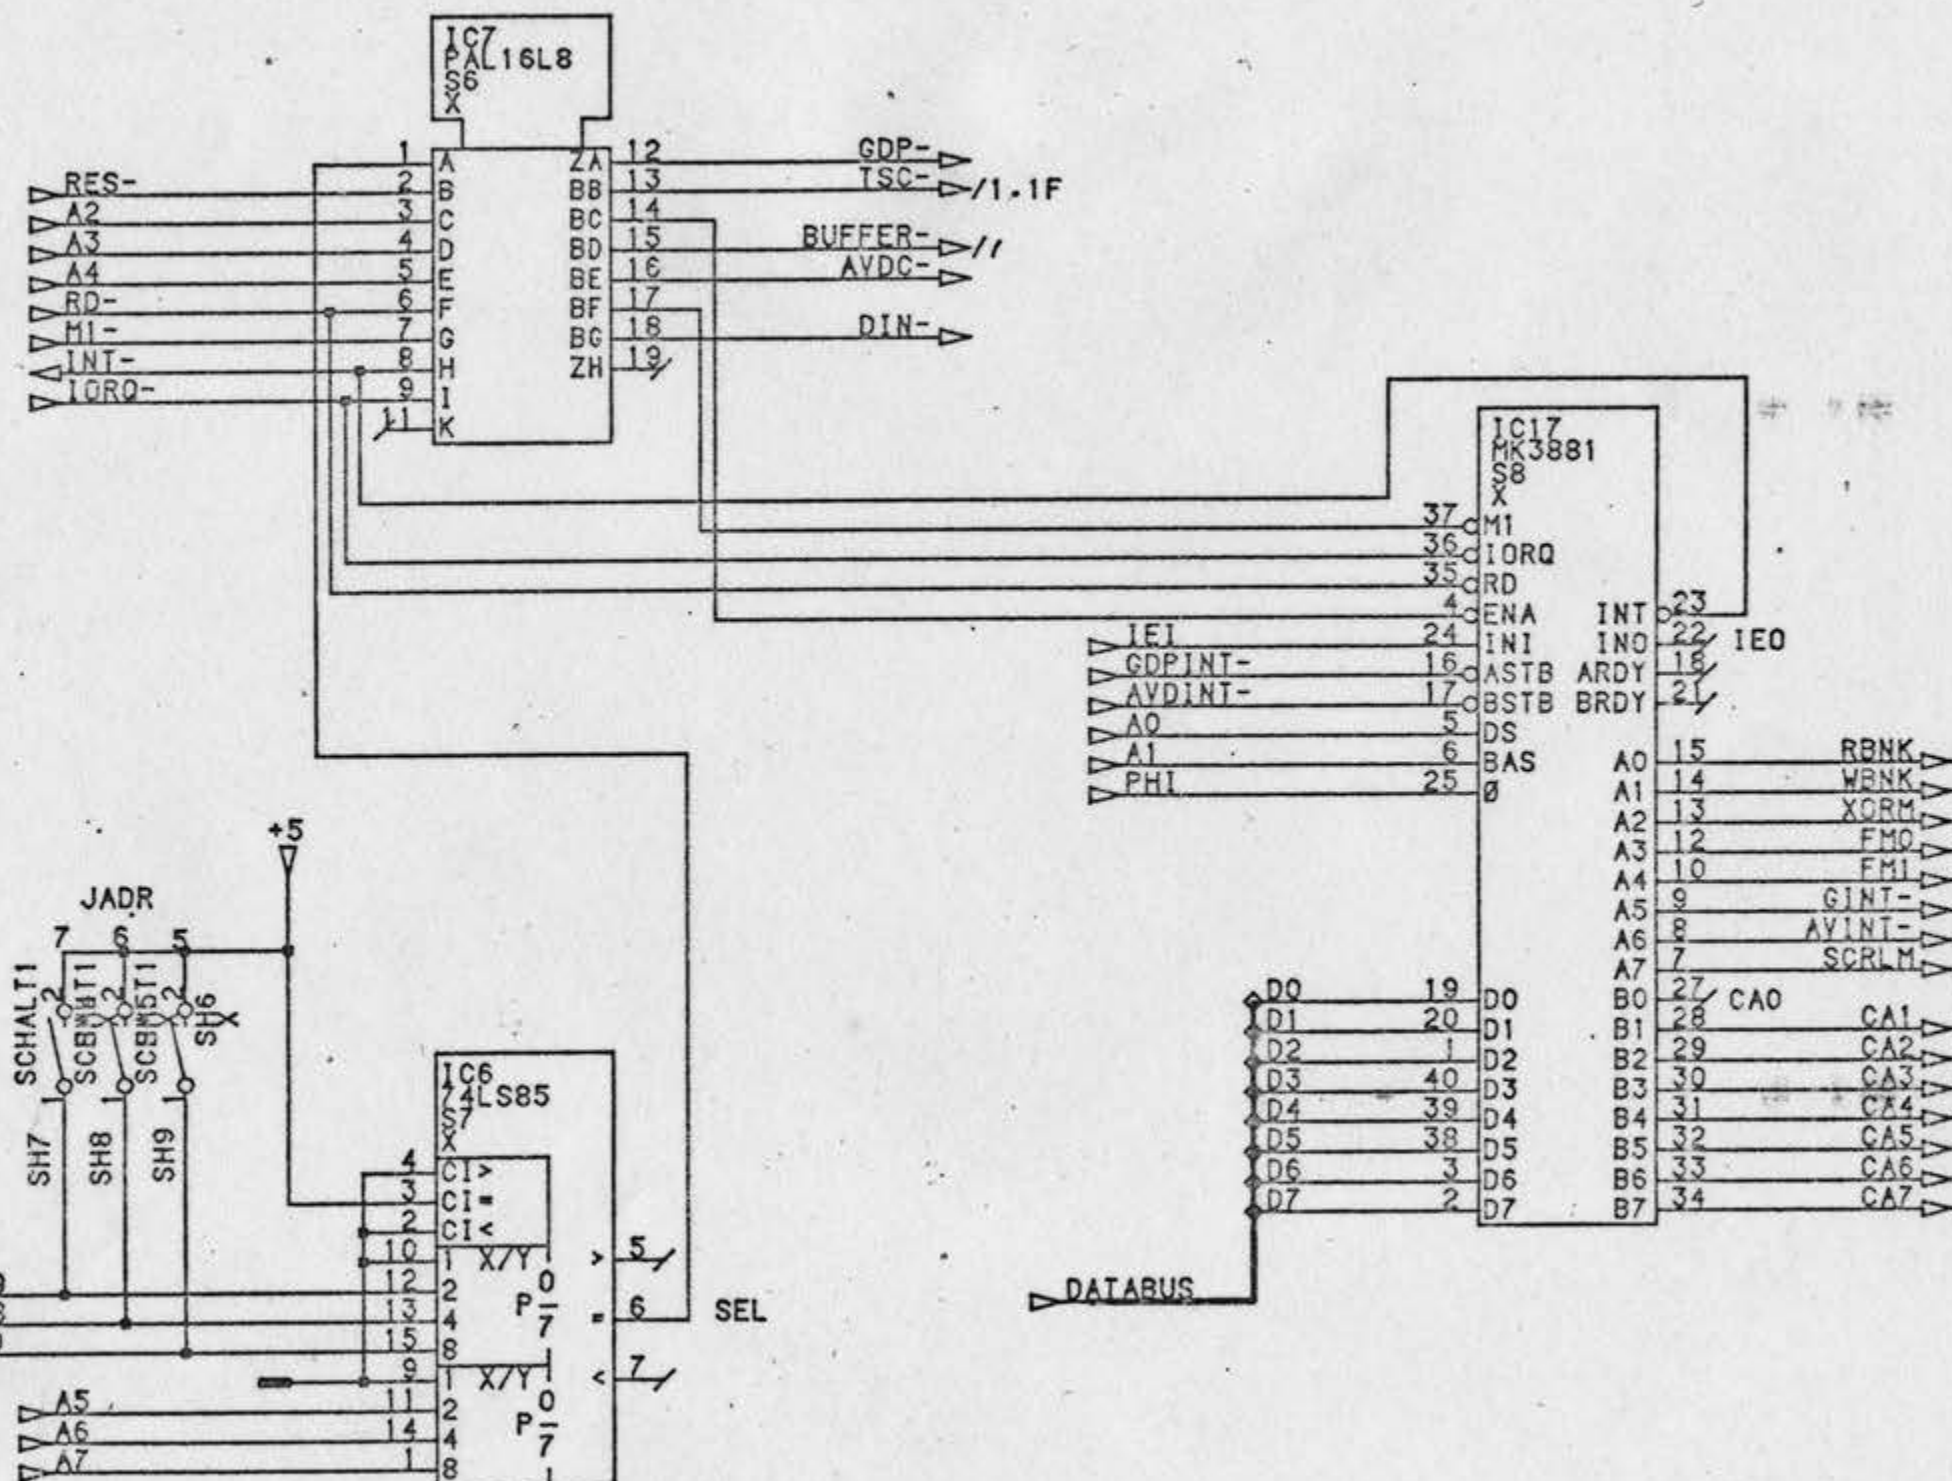 IC7
PAL16L8
S6
X
1 A ZA 12 GDP-
RES- 2 B BB 13 TSC- /1.1F
A2 3 C BC 14
A3 4 D BD 15 BUFFER- //
A4 5 E BE 16 AVDC-
RD- 6 F BF 17
M1- 7 G BG 18 DIN-
INT- 8 H ZH 19
IORQ- 9 I
11 K
IC17
MK3881
S8
X
37 M1
36 IORQ
35 RD
4 ENA INT 23
IEI 24 INI INO 22 IEO
GDPINT- 16 ASTB ARDY 18
AVDINT- 17 BSTB BRDY 21
A0 5 DS
A1 6 BAS A0 15 RBNK
PHI 25 Ø A1 14 WBNK
A2 13 XORM
A3 12 FM0
A4 10 FM1
A5 9 GINT-
A6 8 AVINT-
A7 7 SCRLM
D0 19 D0 B0 27 CA0
D1 20 D1 B1 28 CA1
D2 1 D2 B2 29 CA2
D3 40 D3 B3 30 CA3
D4 39 D4 B4 31 CA4
D5 38 D5 B5 32 CA5
D6 3 D6 B6 33 CA6
D7 2 D7 B7 34 CA7
DATABUS
+5
JADR
7 6 5
SCHALT1
2 2 2
SH6
X
1 1 1
SH7 SH8 SH9
IC6
74LS85
S7
X
4 CI>
3 CI=
2 CI<
10 1 X/Y > 5
12 2 0
13 4 P 7 = 6 SEL
15 8
9 1 X/Y < 7
A5 11 2 0
A6 14 4 P 7
A7 1 8